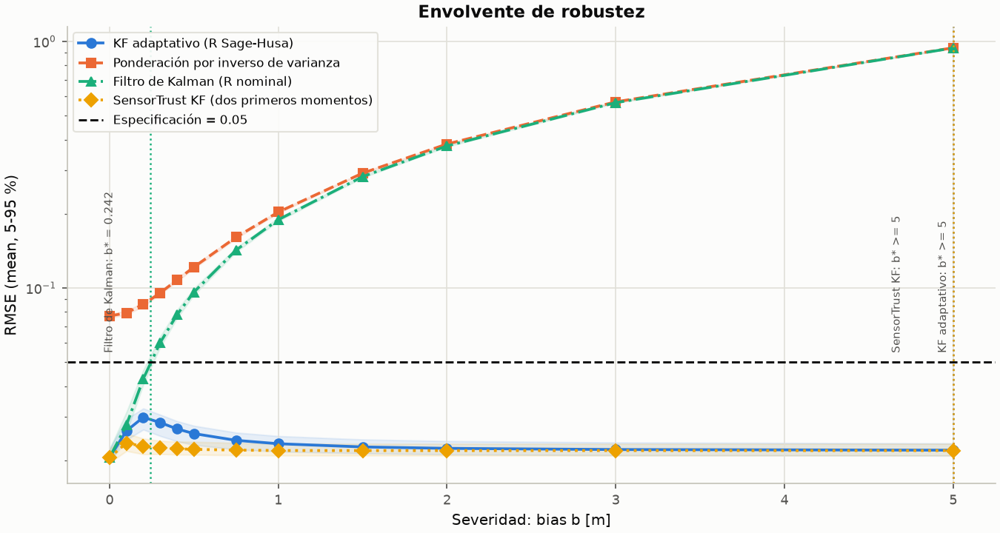 Envolvente de robustez
KF adaptativo (R Sage-Husa)
Ponderación por inverso de varianza
Filtro de Kalman (R nominal)
SensorTrust KF (dos primeros momentos)
Especificación = 0.05
RMSE (mean, 5-95 %)
10⁰
10⁻¹
Filtro de Kalman: b* = 0.242
SensorTrust KF: b* >= 5
KF adaptativo: b* >= 5
0 1 2 3 4 5
Severidad: bias b [m]